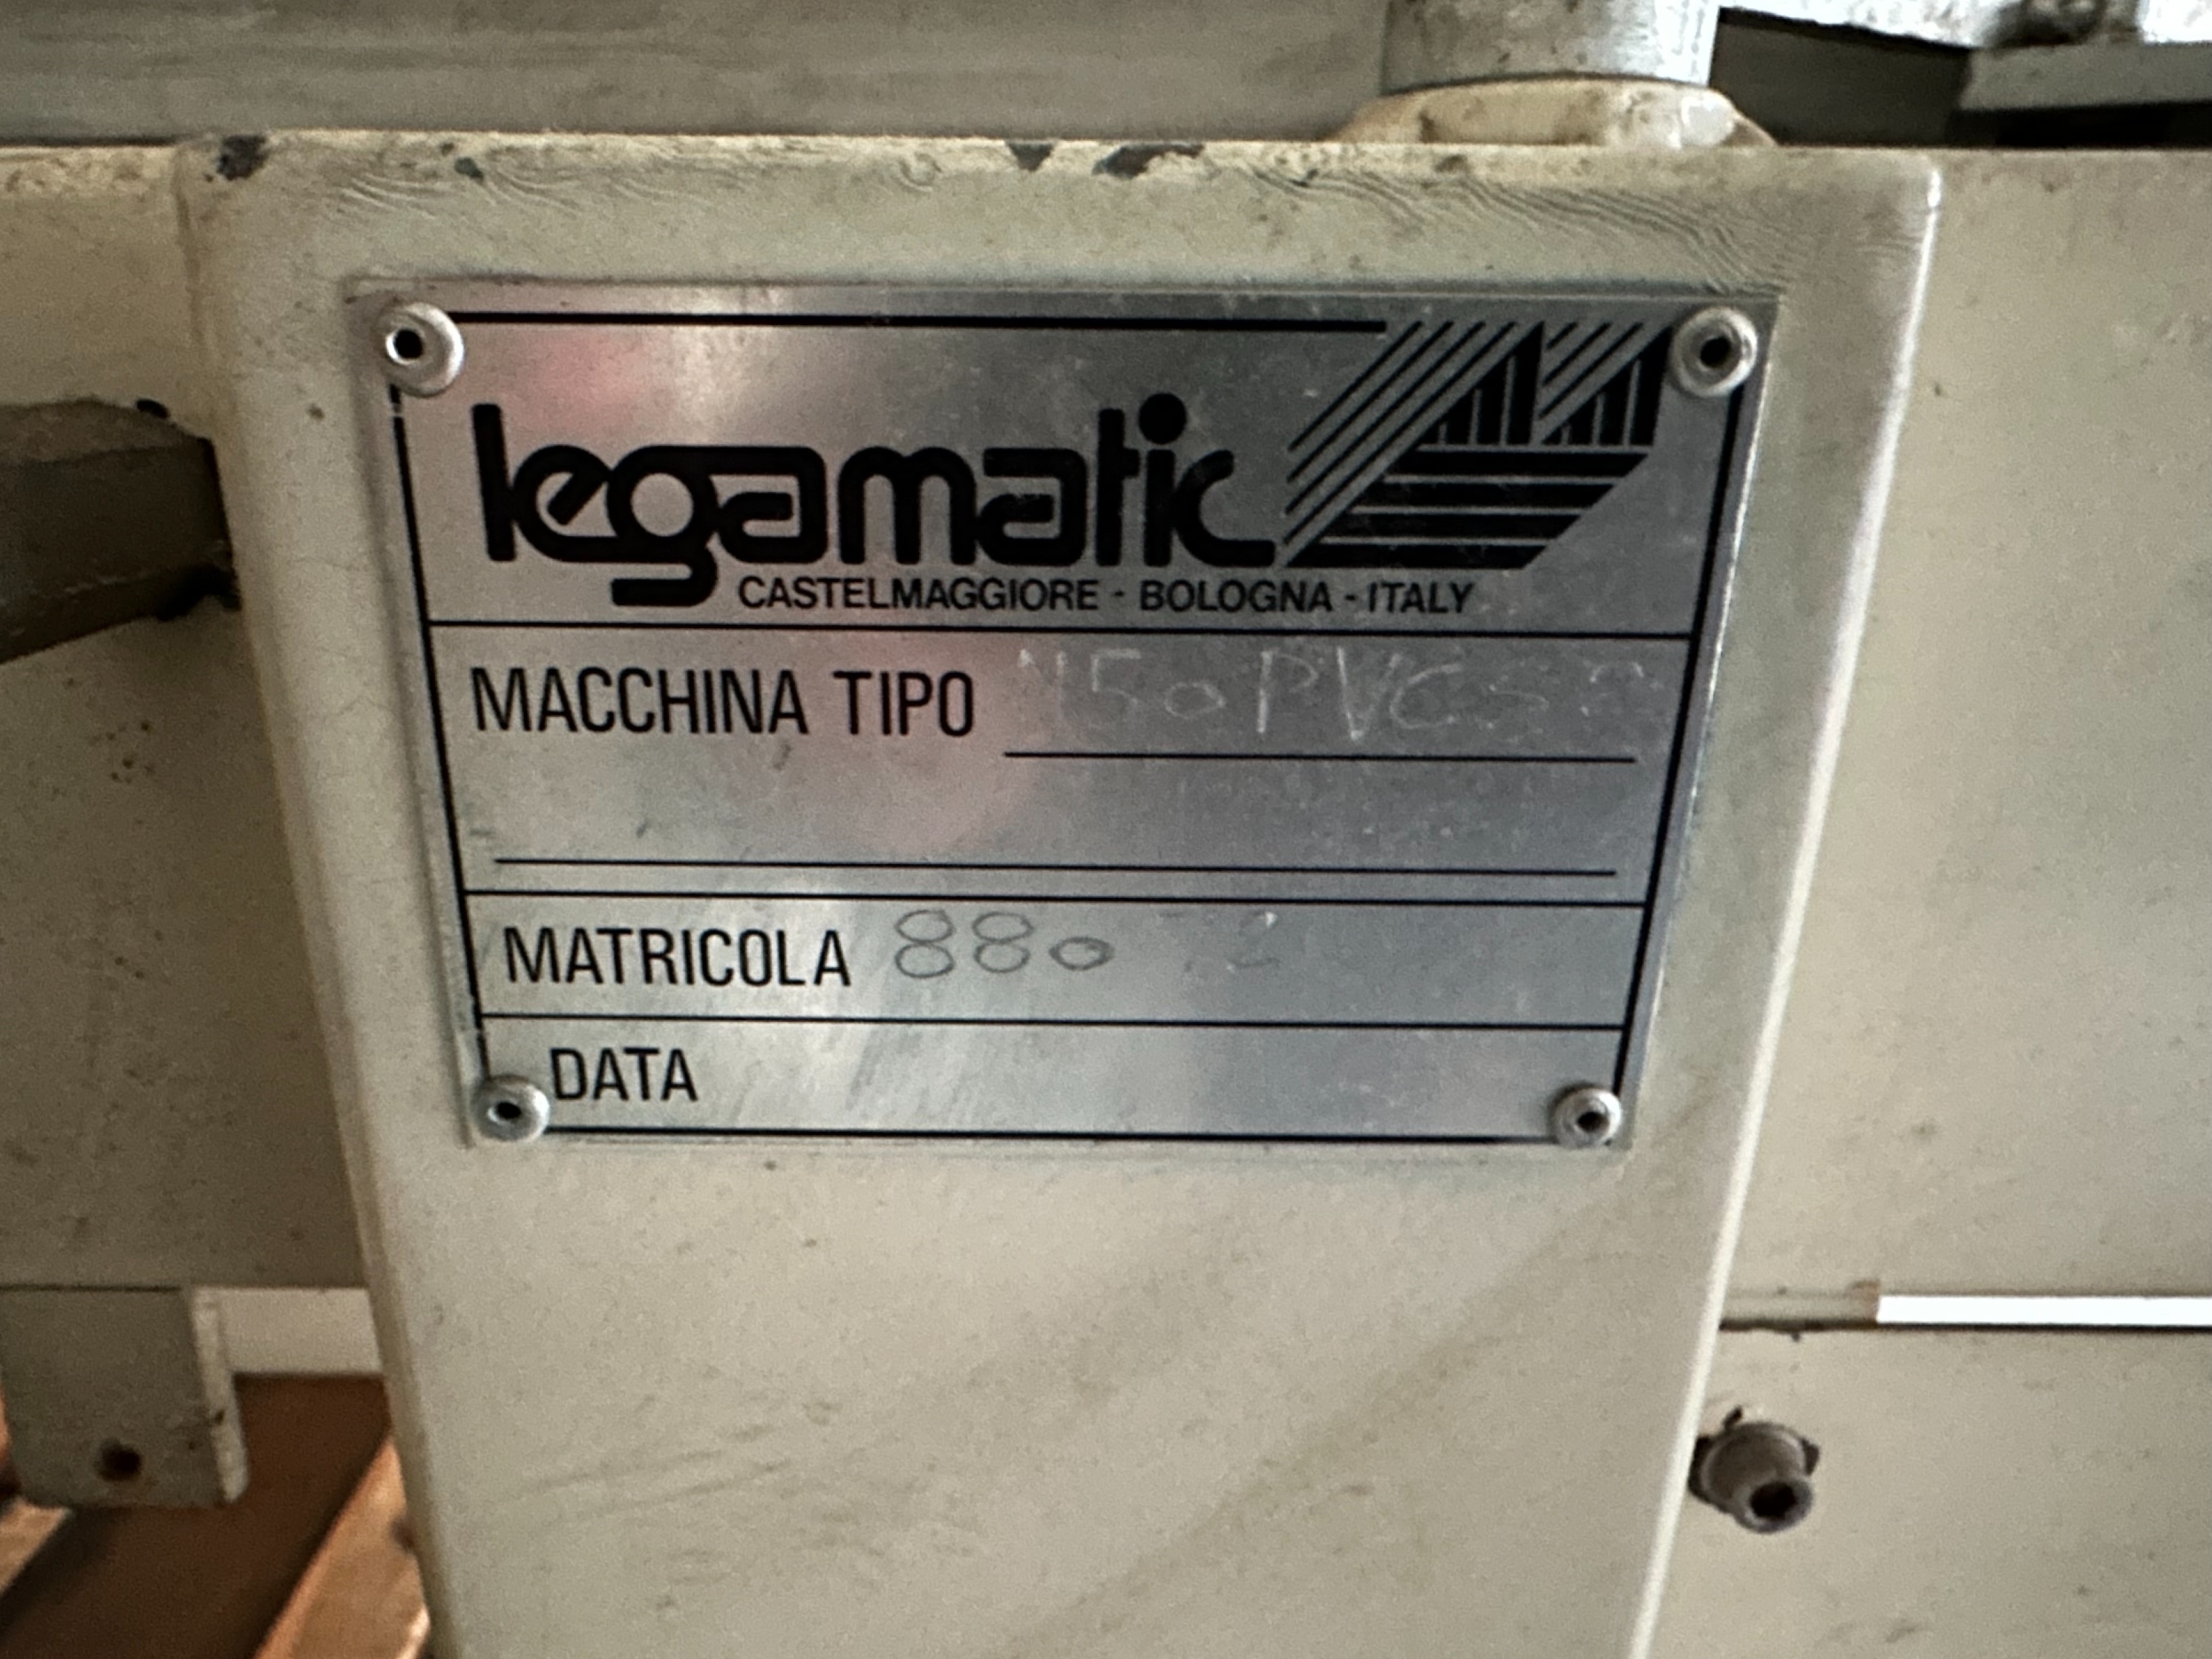 legamatic
CASTELMAGGIORE - BOLOGNA - ITALY
MACCHINA TIPO
MATRICOLA 880
DATA